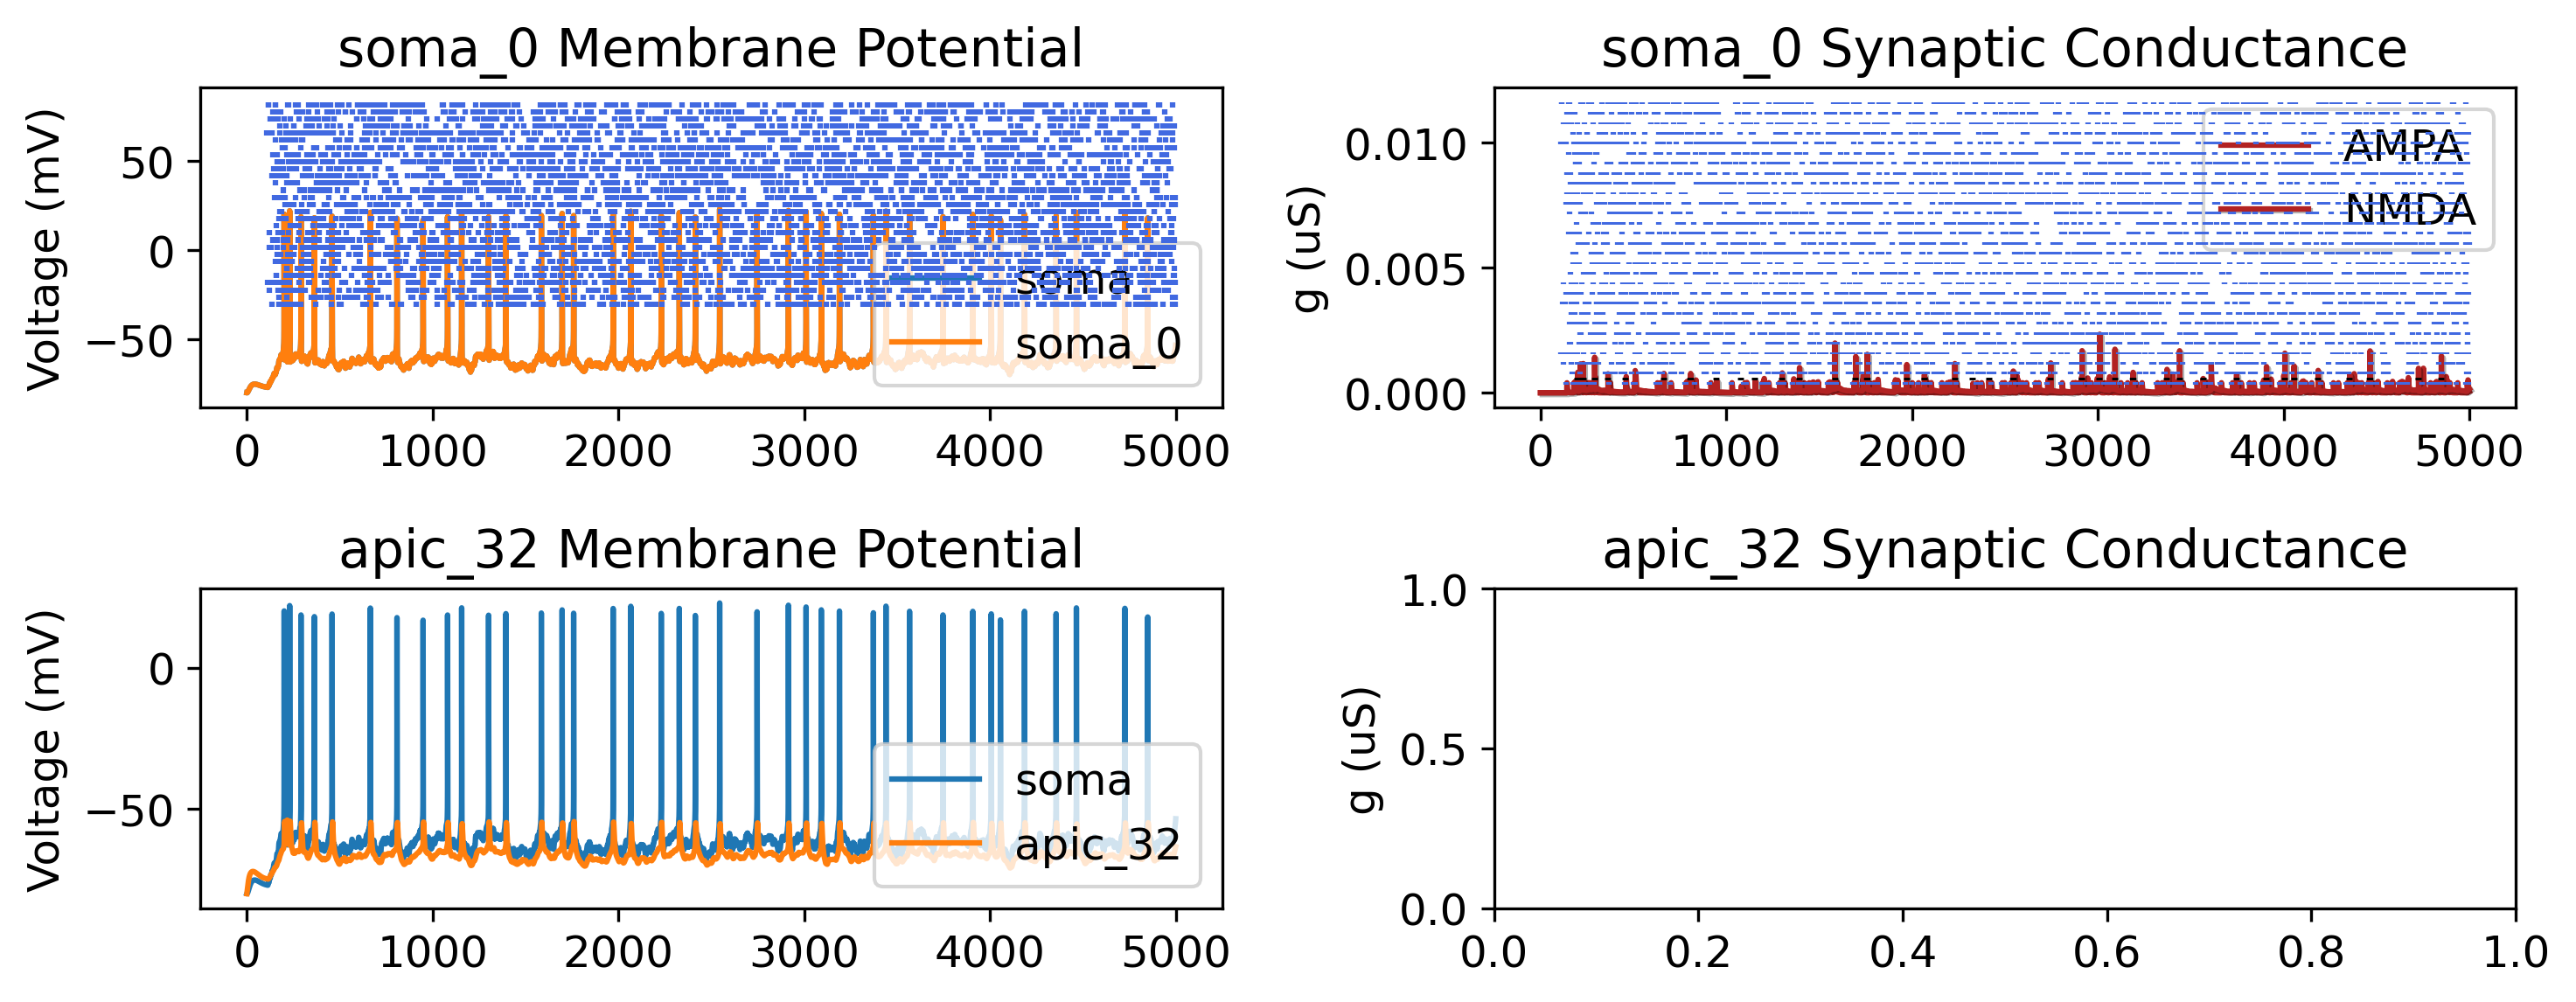 soma_0 Membrane Potential
Voltage (mV)
50
0
−50
soma
soma_0
0 1000 2000 3000 4000 5000
soma_0 Synaptic Conductance
g (uS)
0.010
0.005
0.000
AMPA
NMDA
0 1000 2000 3000 4000 5000
apic_32 Membrane Potential
Voltage (mV)
0
−50
soma
apic_32
0 1000 2000 3000 4000 5000
apic_32 Synaptic Conductance
g (uS)
1.0
0.5
0.0
0.0 0.2 0.4 0.6 0.8 1.0